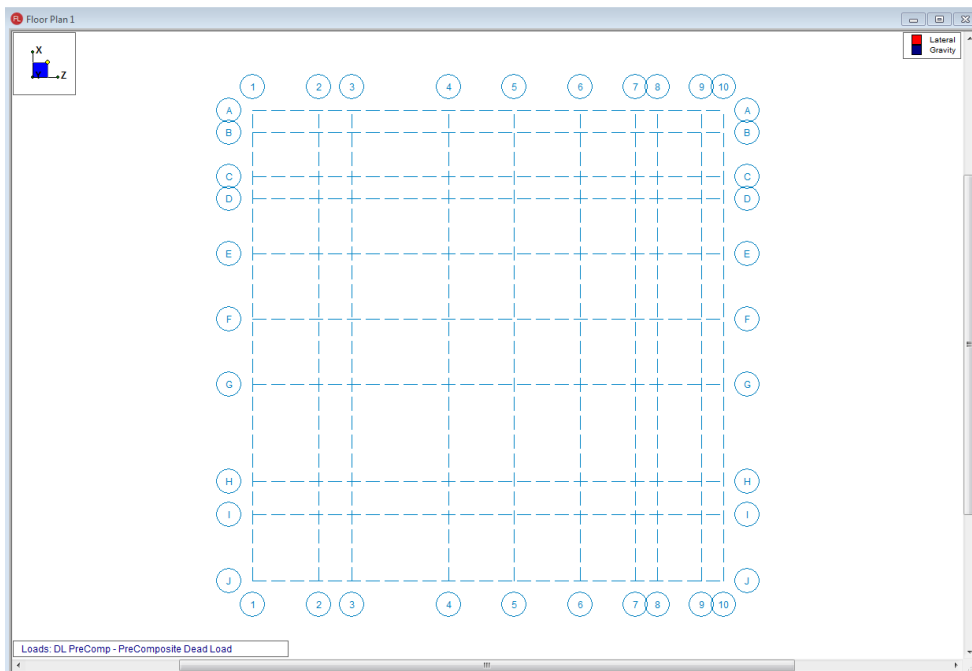 FL Floor Plan 1
X
Y Z
Lateral
Gravity
1 2 3 4 5 6 7 8 9 10
A A
B B
C C
D D
E E
F F
G G
H H
I I
J J
1 2 3 4 5 6 7 8 9 10
Loads: DL PreComp - PreComposite Dead Load